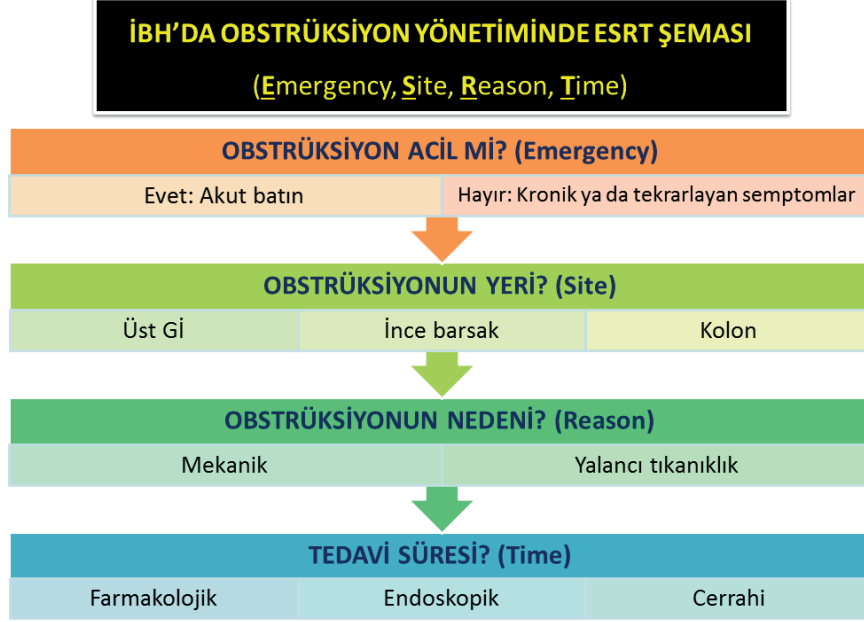 İBH’DA OBSTRÜKSİYON YÖNETİMİNDE ESRT ŞEMASI
(Emergency, Site, Reason, Time)
OBSTRÜKSİYON ACİL Mİ? (Emergency)
Evet: Akut batın
Hayır: Kronik ya da tekrarlayan semptomlar
OBSTRÜKSİYONUN YERİ? (Site)
Üst Gİ
İnce barsak
Kolon
OBSTRÜKSİYONUN NEDENİ? (Reason)
Mekanik
Yalancı tıkanıklık
TEDAVİ SÜRESİ? (Time)
Farmakolojik
Endoskopik
Cerrahi